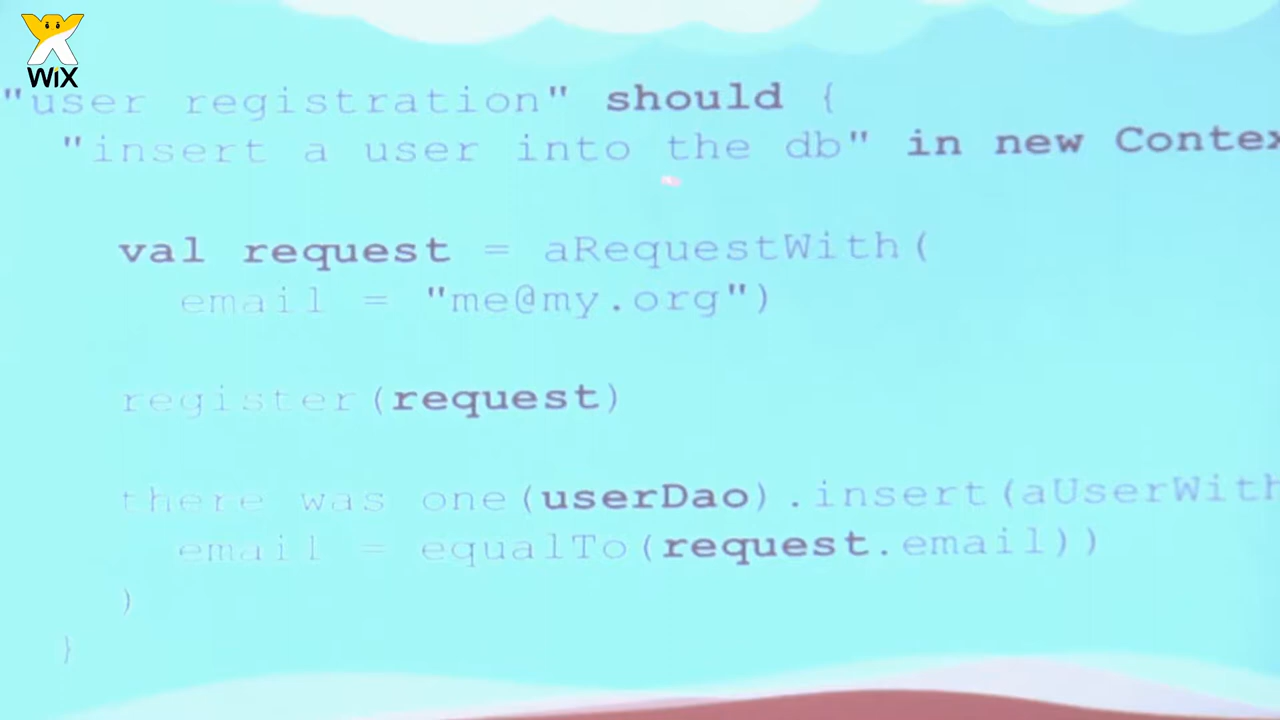 WiX
"user registration" should {
"insert a user into the db" in new Contex
val request = aRequestWith(
email = "me@my.org")
register(request)
there was one(userDao).insert(aUserWith
email = equalTo(request.email))
)
}